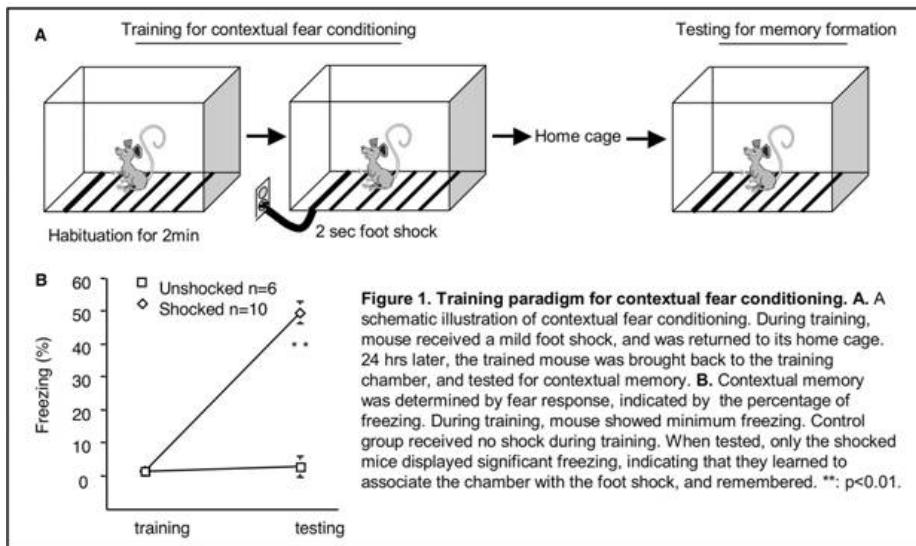 A
Training for contextual fear conditioning
Testing for memory formation
Home cage
Habituation for 2min
2 sec foot shock
B
60
50
40
30
20
10
0
Freezing (%)
Unshocked n=6
Shocked n=10
**
training
testing
Figure 1. Training paradigm for contextual fear conditioning. A. A
schematic illustration of contextual fear conditioning. During training,
mouse received a mild foot shock, and was returned to its home cage.
24 hrs later, the trained mouse was brought back to the training
chamber, and tested for contextual memory. B. Contextual memory
was determined by fear response, indicated by the percentage of
freezing. During training, mouse showed minimum freezing. Control
group received no shock during training. When tested, only the shocked
mice displayed significant freezing, indicating that they learned to
associate the chamber with the foot shock, and remembered. **: p<0.01.